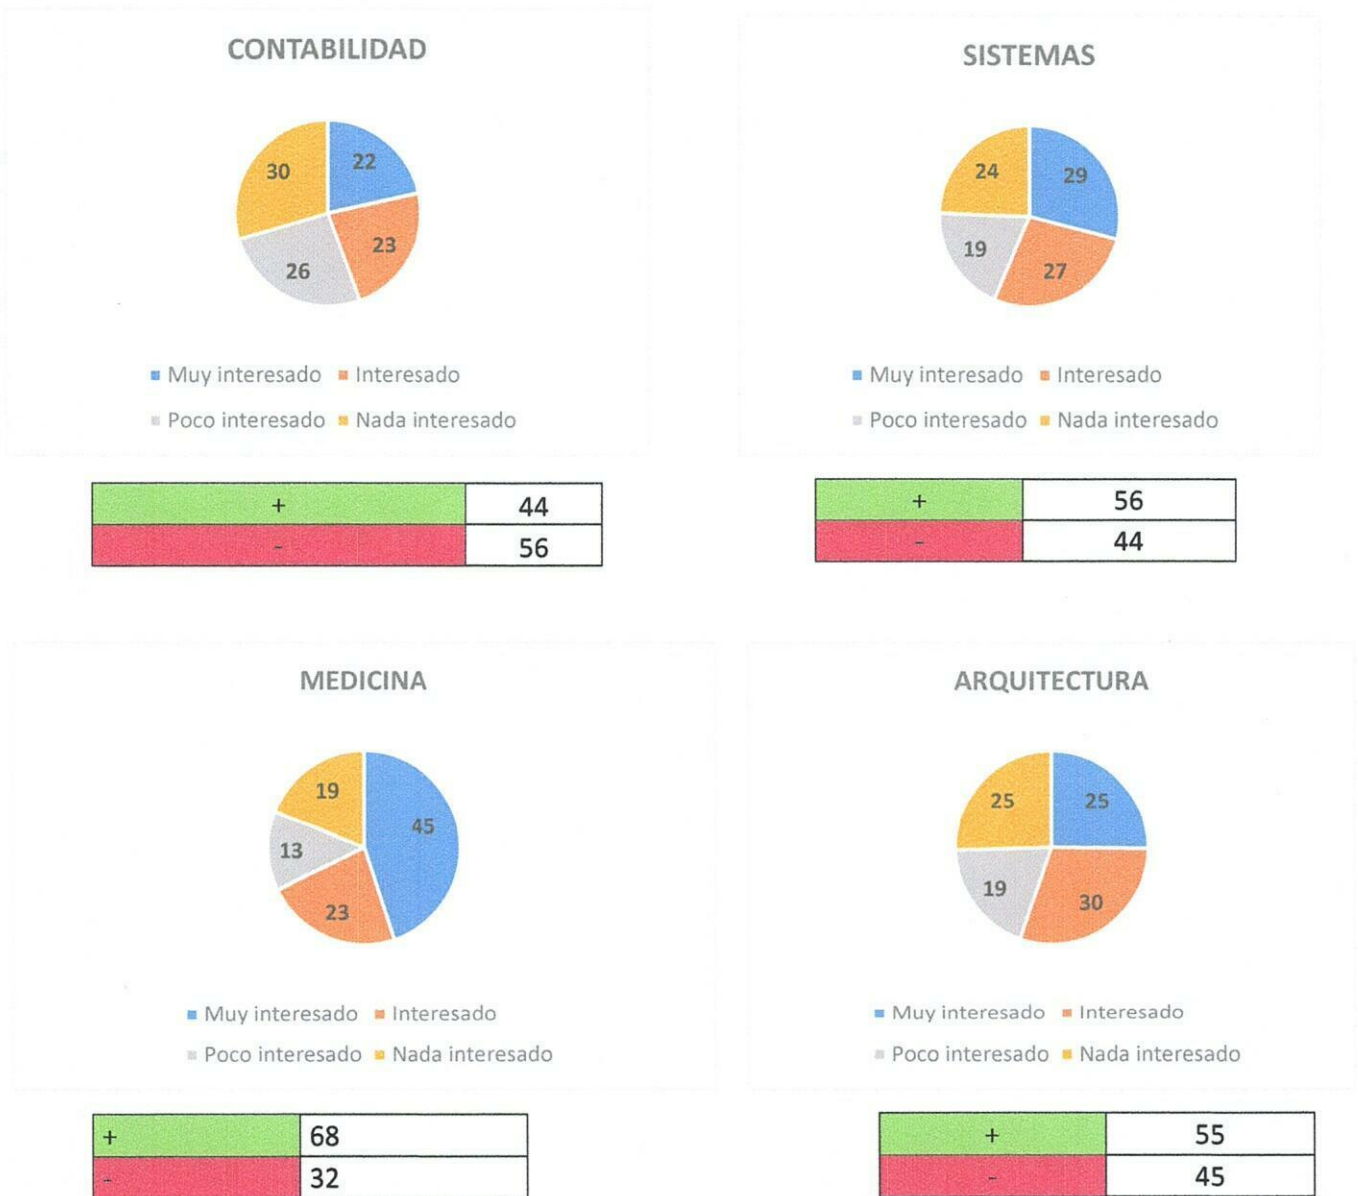 CONTABILIDAD
30
22
23
26
Muy interesado Interesado
Poco interesado Nada interesado
+ 44
- 56
SISTEMAS
24
29
19
27
Muy interesado Interesado
Poco interesado Nada interesado
+ 56
- 44
MEDICINA
19
45
13
23
Muy interesado Interesado
Poco interesado Nada interesado
+ 68
- 32
ARQUITECTURA
25
25
19
30
Muy interesado Interesado
Poco interesado Nada interesado
+ 55
- 45